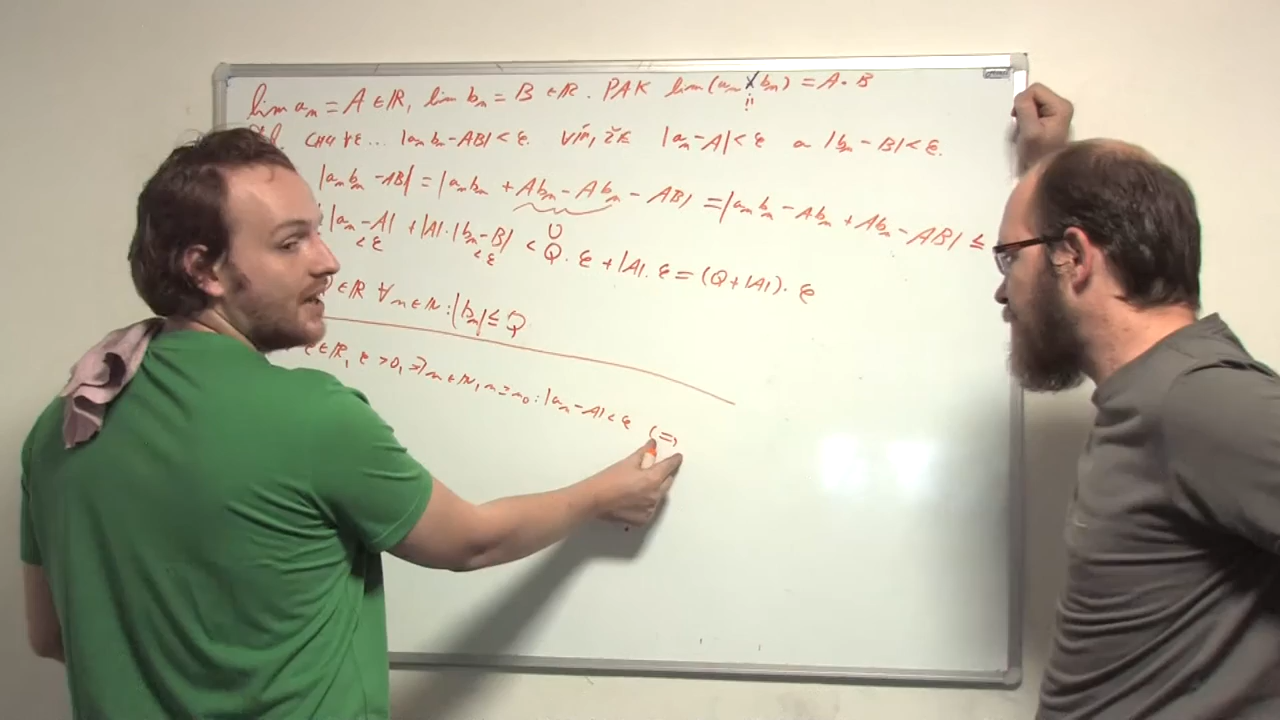 lim aₙ = A ∈ ℝ, lim bₙ = B ∈ ℝ. PAK lim(aₙ × bₙ) = A · B
!!
CHCI ∀ε... |aₙbₙ - AB| < ε. VÍM, ŽE |aₙ - A| < ε a |bₙ - B| < ε.
|aₙbₙ - AB| = |aₙbₙ + Abₙ - Abₙ - AB| = |aₙbₙ - Abₙ + Abₙ - AB| ≤
|aₙ - A| + |A| · |bₙ - B| < Q · ε + |A| · ε = (Q + |A|) · ε
< ε < ε
∈ ℝ ∀n ∈ ℕ : |bₙ| ≤ Q
ε ∈ ℝ, ε > 0, ∃ n ∈ ℕ, n ≥ n₀ : |aₙ - A| < ε (=)